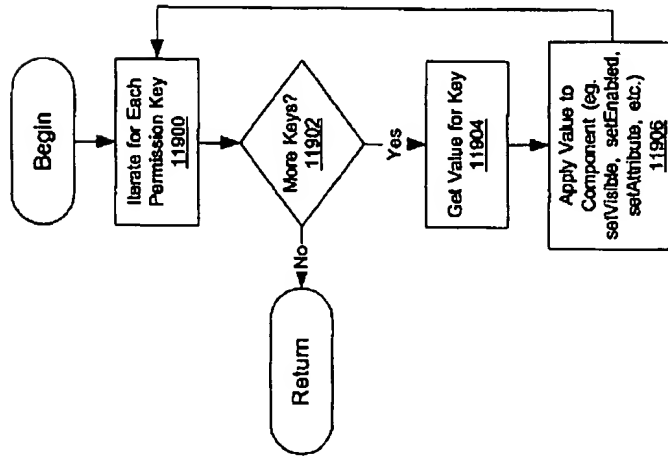 Begin
Iterate for Each
Permission Key
11900
More Keys?
11902
No
Return
Yes
Get Value for Key
11904
Apply Value to
Component (eg.
setVisible, setEnabled,
setAttribute, etc.)
11906